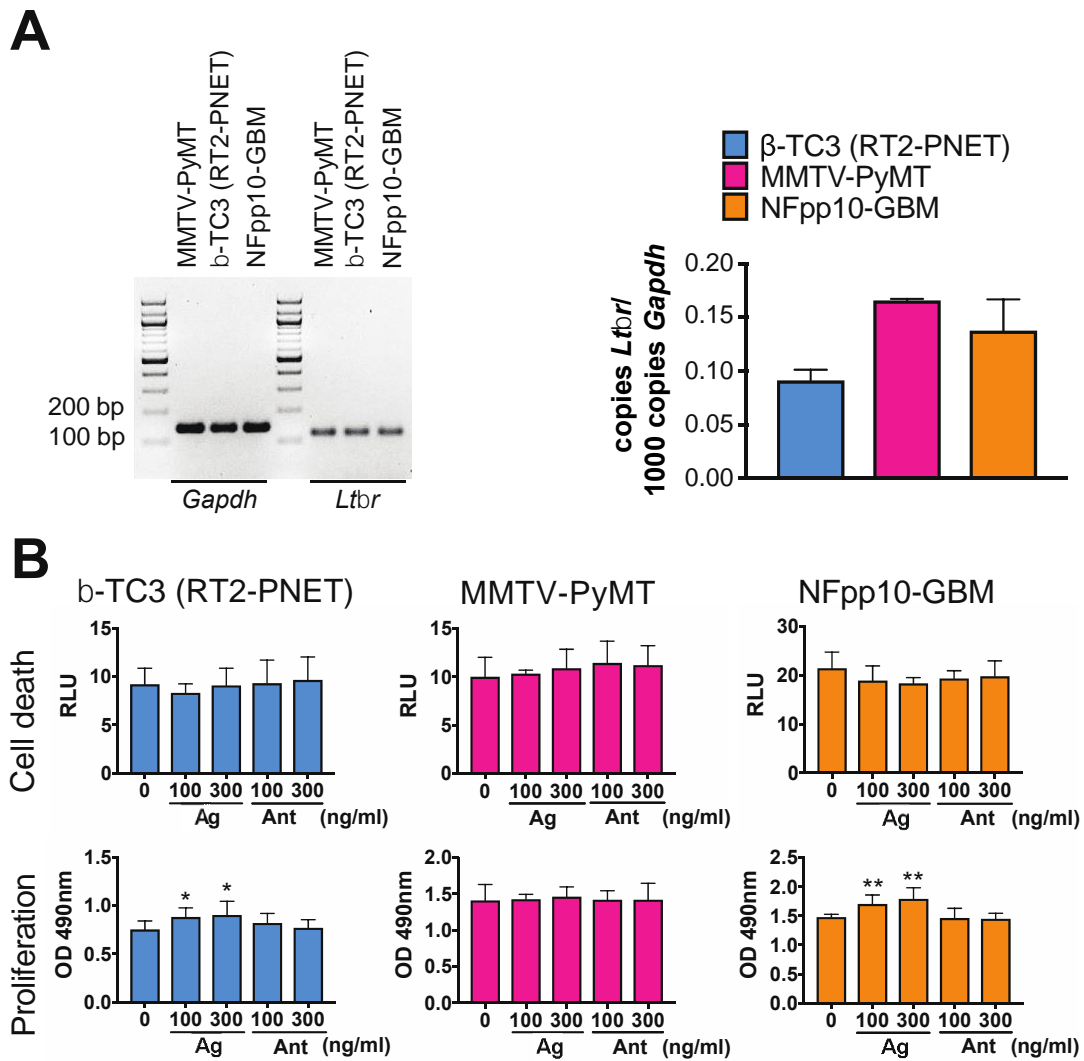 A
MMTV-PyMT
b-TC3 (RT2-PNET)
NFpp10-GBM
MMTV-PyMT
b-TC3 (RT2-PNET)
NFpp10-GBM
200 bp
100 bp
Gapdh
Ltbr
β-TC3 (RT2-PNET)
MMTV-PyMT
NFpp10-GBM
copies Ltbr/
1000 copies Gapdh
0.20
0.15
0.10
0.05
0.00
B
b-TC3 (RT2-PNET)
MMTV-PyMT
NFpp10-GBM
Cell death
RLU
15
10
5
0
0 100 300 100 300
Ag Ant (ng/ml)
RLU
15
10
5
0
0 100 300 100 300
Ag Ant (ng/ml)
RLU
30
20
10
0
0 100 300 100 300
Ag Ant (ng/ml)
Proliferation
OD 490nm
1.5
1.0
0.5
0.0
* *
0 100 300 100 300
Ag Ant (ng/ml)
OD 490nm
2.0
1.5
1.0
0.5
0.0
0 100 300 100 300
Ag Ant (ng/ml)
OD 490nm
2.5
2.0
1.5
1.0
0.5
0.0
** **
0 100 300 100 300
Ag Ant (ng/ml)